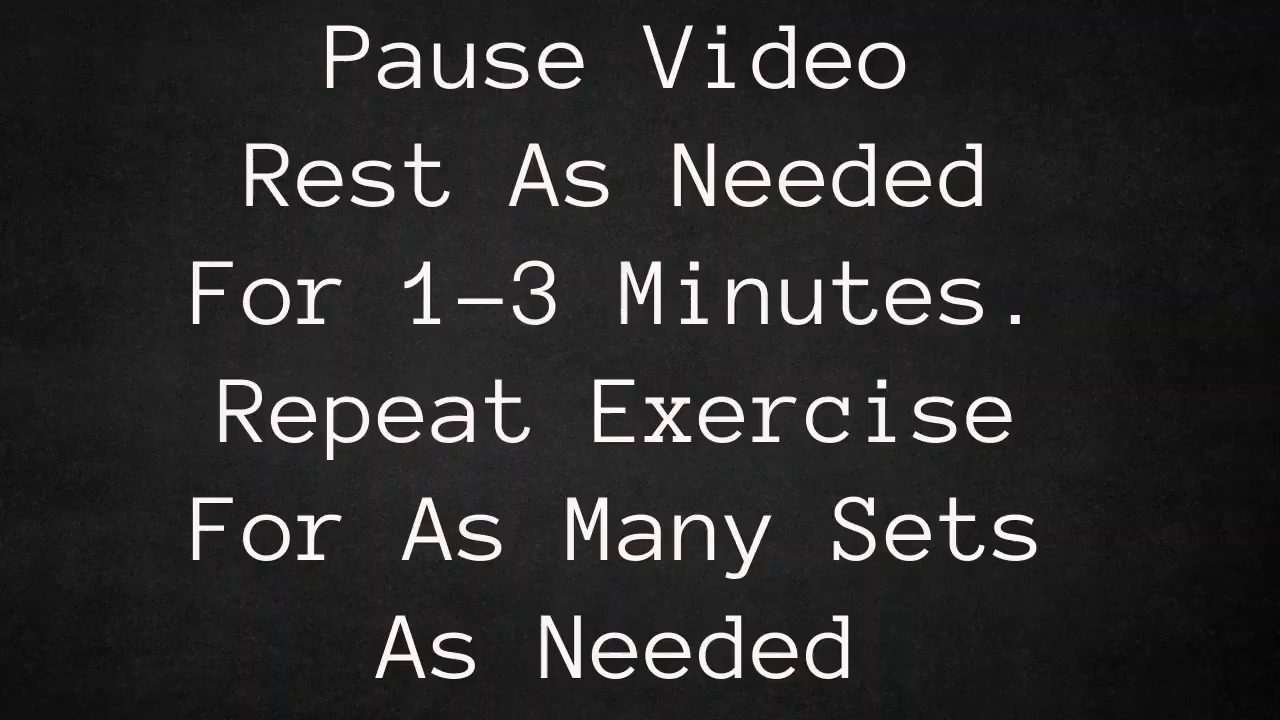 Pause Video
Rest As Needed
For 1-3 Minutes.
Repeat Exercise
For As Many Sets
As Needed